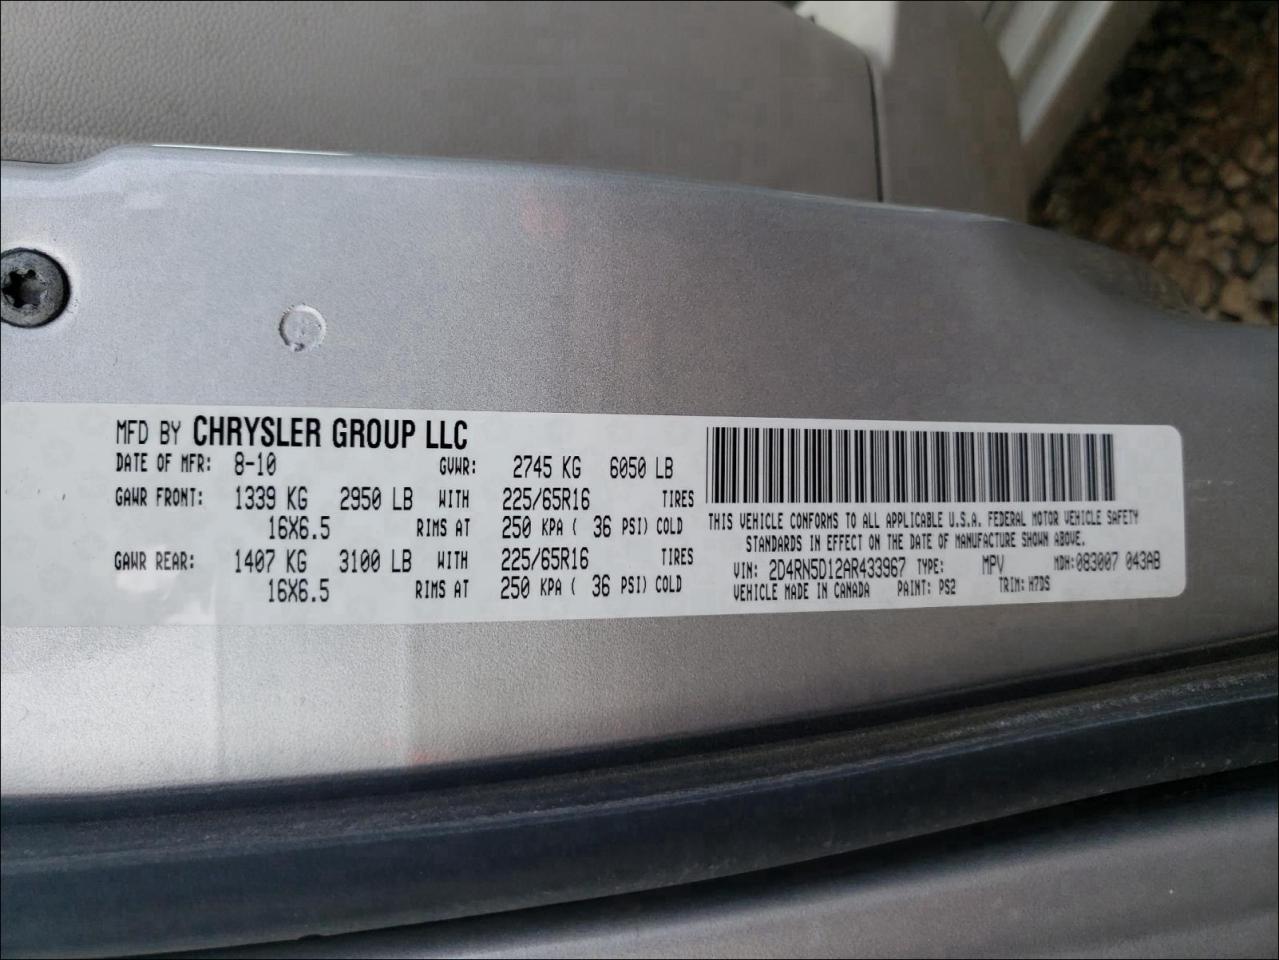 MFD BY CHRYSLER GROUP LLC
DATE OF MFR: 8-10 GVWR: 2745 KG 6050 LB
GAWR FRONT: 1339 KG 2950 LB WITH 225/65R16 TIRES
16X6.5 RIMS AT 250 KPA ( 36 PSI) COLD
GAWR REAR: 1407 KG 3100 LB WITH 225/65R16 TIRES
16X6.5 RIMS AT 250 KPA ( 36 PSI) COLD
THIS VEHICLE CONFORMS TO ALL APPLICABLE U.S.A. FEDERAL MOTOR VEHICLE SAFETY
STANDARDS IN EFFECT ON THE DATE OF MANUFACTURE SHOWN ABOVE.
VIN: 2D4RN5D12AR433967 TYPE: MPV MDH: 083007 043AB
VEHICLE MADE IN CANADA PAINT: PS2 TRIM: H7DS